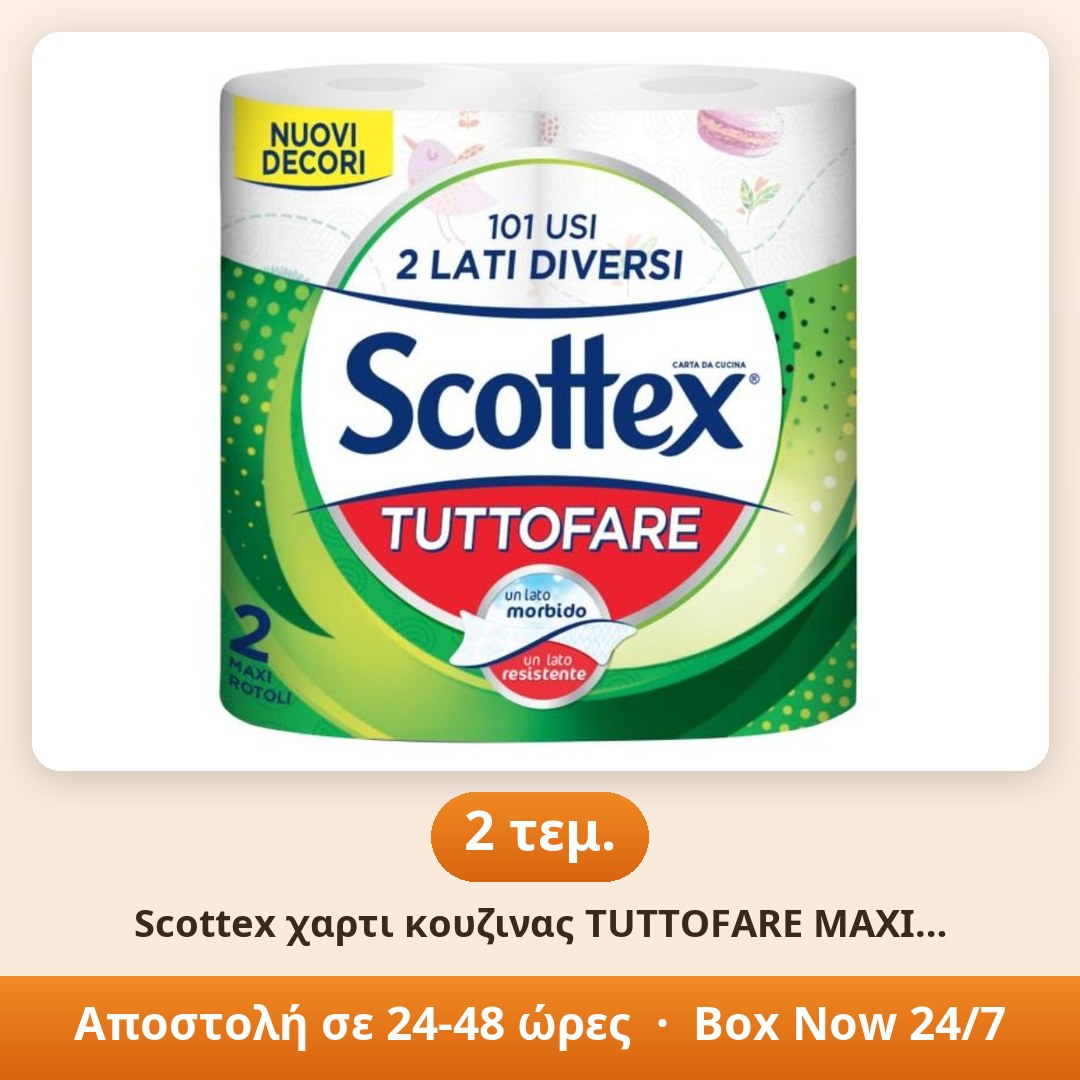 NUOVI
DECORI
101 USI
2 LATI DIVERSI
CARTA DA CUCINA
Scottex®
TUTTOFARE
un lato
morbido
un lato
resistente
2
MAXI
ROTOLI
2 τεμ.
Scottex χαρτι κουζινας TUTTOFARE MAXI...
Αποστολή σε 24-48 ώρες · Box Now 24/7